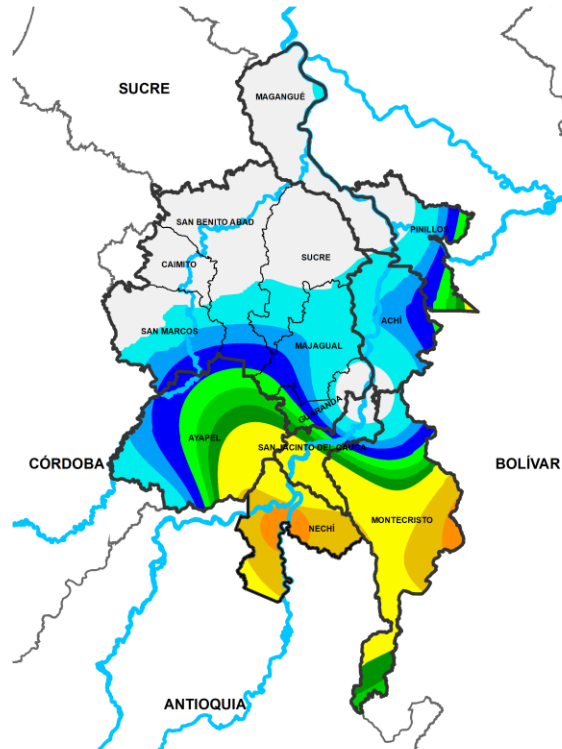 SUCRE
MAGANGUÉ
SAN BENITO ABAD
PINILLOS
CAIMITO
SUCRE
SAN MARCOS
ACHÍ
MAJAGUAL
GUARANDA
AYAPEL
SAN JACINTO DEL CAUCA
CÓRDOBA
BOLÍVAR
NECHÍ
MONTECRISTO
ANTIOQUIA